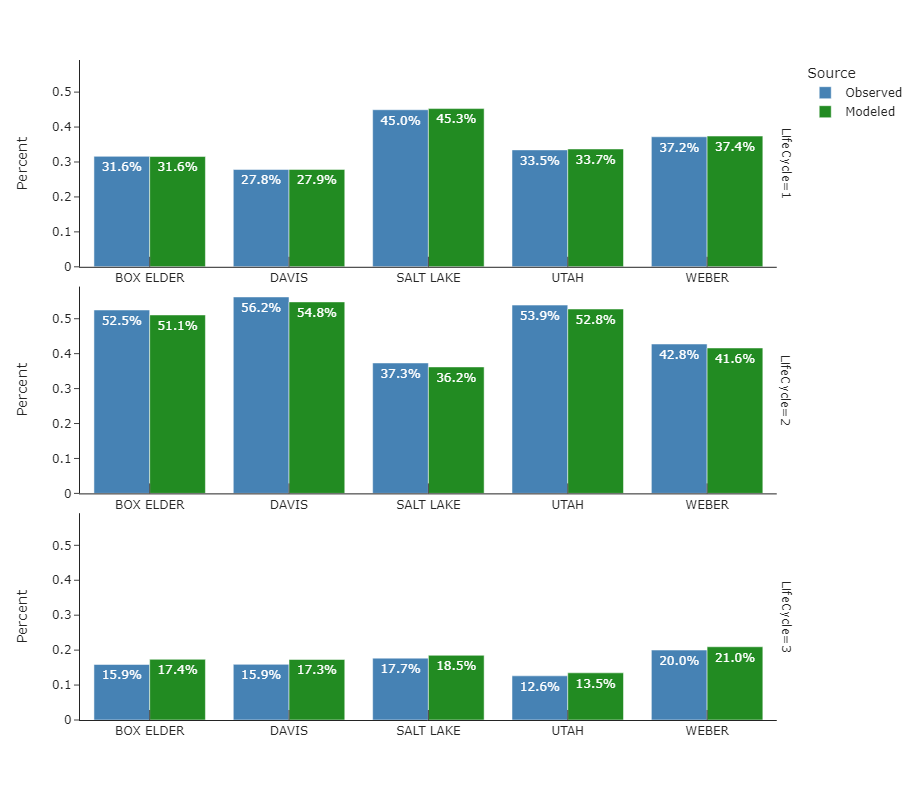 Source
Observed
Modeled
Percent
0.5
0.4
0.3
0.2
0.1
0
31.6% 31.6% 27.8% 27.9% 45.0% 45.3% 33.5% 33.7% 37.2% 37.4%
BOX ELDER DAVIS SALT LAKE UTAH WEBER
LIfeCycle=1
Percent
0.5
0.4
0.3
0.2
0.1
0
52.5% 51.1% 56.2% 54.8% 37.3% 36.2% 53.9% 52.8% 42.8% 41.6%
BOX ELDER DAVIS SALT LAKE UTAH WEBER
LIfeCycle=2
Percent
0.5
0.4
0.3
0.2
0.1
0
15.9% 17.4% 15.9% 17.3% 17.7% 18.5% 12.6% 13.5% 20.0% 21.0%
BOX ELDER DAVIS SALT LAKE UTAH WEBER
LIfeCycle=3